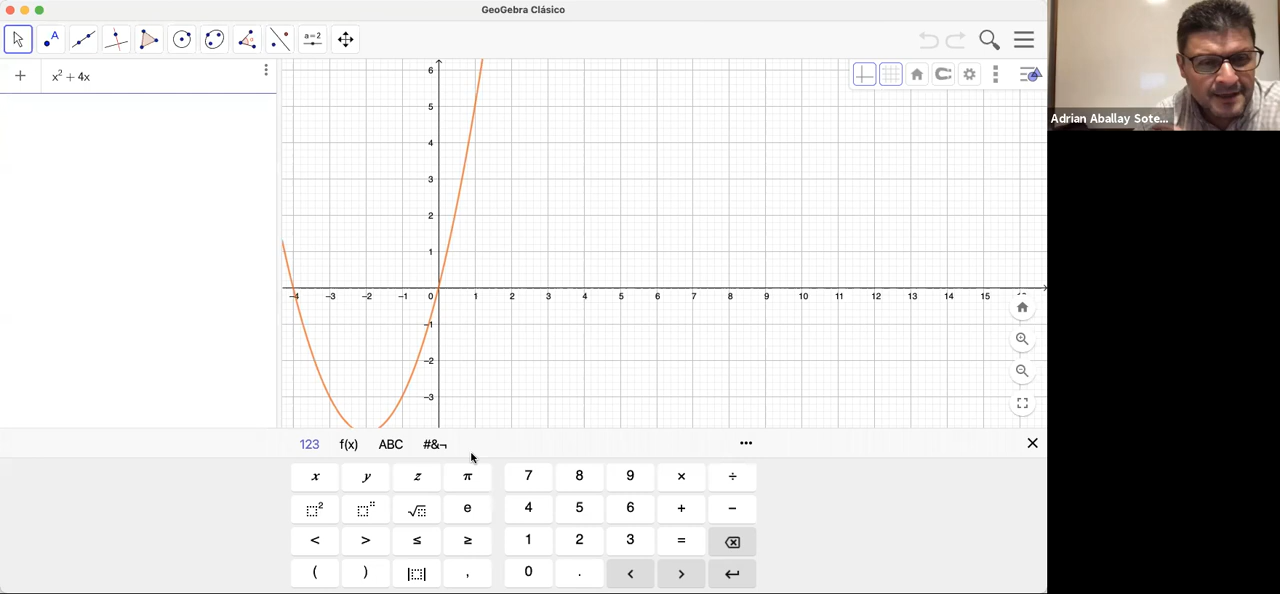 GeoGebra Clásico
a=2
x² + 4x
6
5
4
3
2
1
-4 -3 -2 -1 0 1 2 3 4 5 6 7 8 9 10 11 12 13 14 15
-1
-2
-3
Adrian Aballay Sote...
123 f(x) ABC #&¬ ...
x y z π 7 8 9 × ÷
² √ e 4 5 6 + −
< > ≤ ≥ 1 2 3 =
( ) | | , 0 . < >